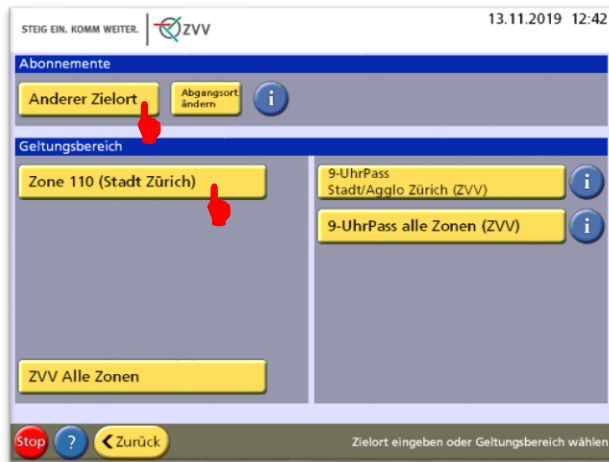 STEIG EIN. KOMM WEITER.
ZVV
13.11.2019 12:42
Abonnemente
Anderer Zielort
Abgangsort
ändern
i
Geltungsbereich
Zone 110 (Stadt Zürich)
9-UhrPass
Stadt/Agglo Zürich (ZVV)
i
9-UhrPass alle Zonen (ZVV)
i
ZVV Alle Zonen
Stop
?
Zurück
Zielort eingeben oder Geltungsbereich wählen